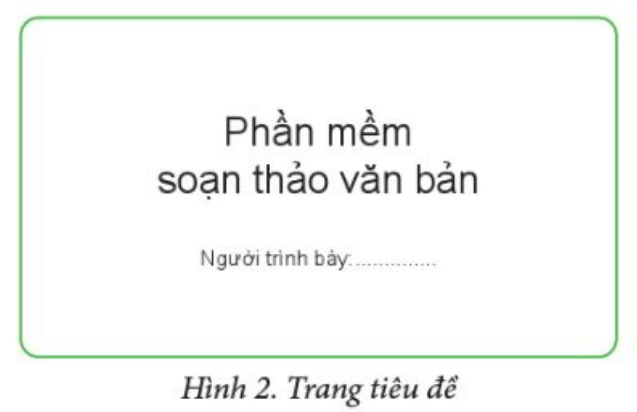 Phần mềm
soạn thảo văn bản
Người trình bày:..............
Hình 2. Trang tiêu đề